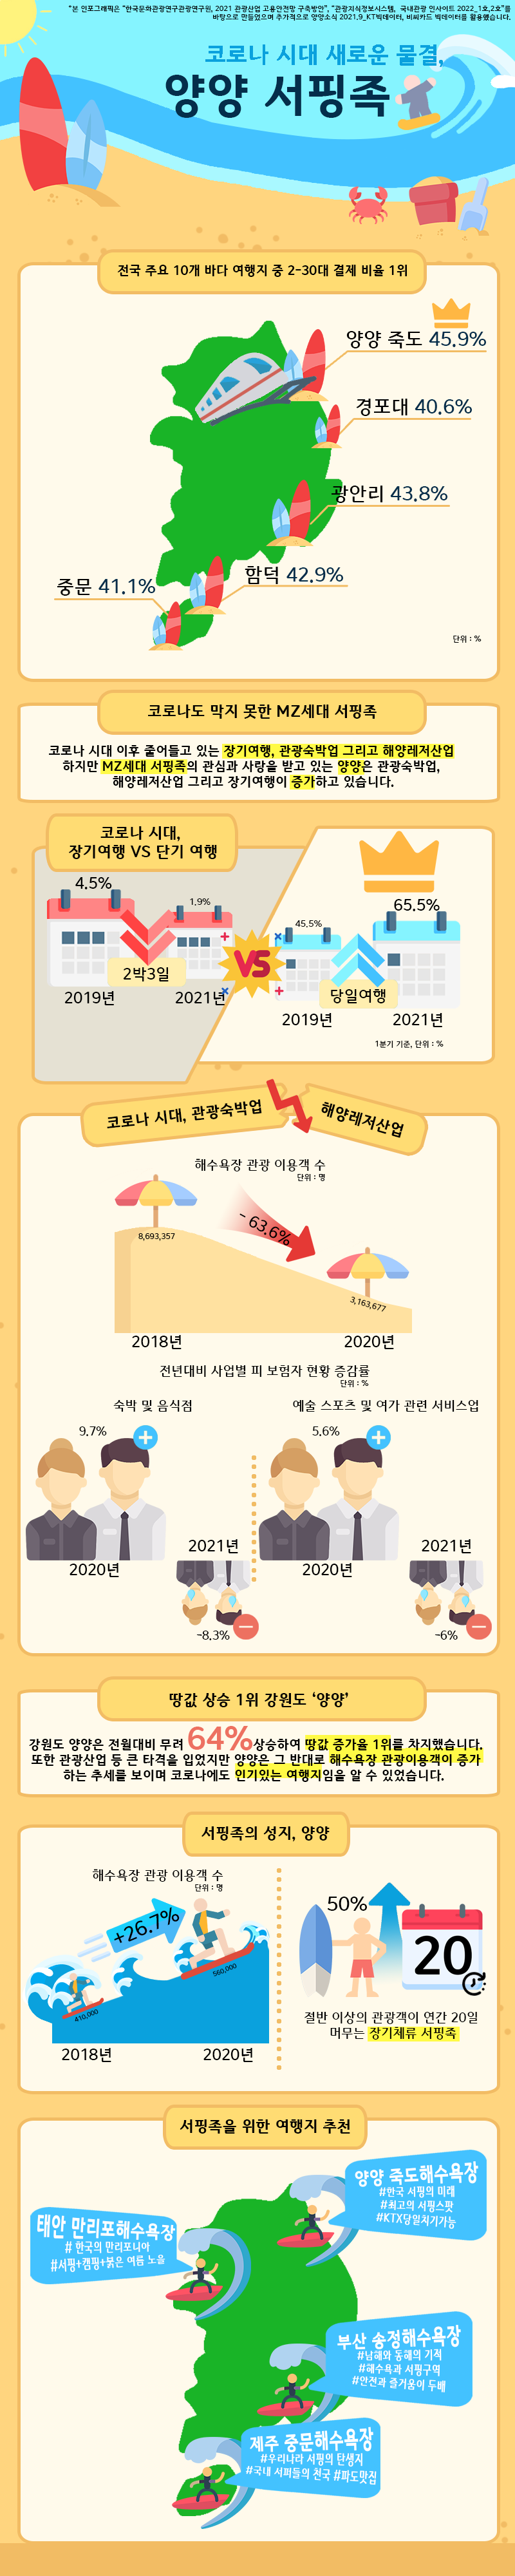 "본 인포그래픽은 "한국문화관광연구관광연구원, 2021 관광산업 고용안전망 구축방안", "관광지식정보시스템, 국내관광 인사이트 2022_1호,2호"를
바탕으로 만들었으며 추가적으로 양양소식 2021.9_KT빅데이터, 비씨카드 빅데이터를 활용했습니다.
코로나 시대 새로운 물결,
양양 서핑족
전국 주요 10개 바다 여행지 중 2-30대 결제 비율 1위
양양 죽도 45.9%
경포대 40.6%
광안리 43.8%
함덕 42.9%
중문 41.1%
단위 : %
코로나도 막지 못한 MZ세대 서핑족
코로나 시대 이후 줄어들고 있는 장기여행, 관광숙박업 그리고 해양레저산업
하지만 MZ세대 서핑족의 관심과 사랑을 받고 있는 양양은 관광숙박업,
해양레저산업 그리고 장기여행이 증가하고 있습니다.
코로나 시대,
장기여행 VS 단기 여행
4.5%
1.9%
2박3일
2019년
2021년
VS
45.5%
65.5%
당일여행
2019년
2021년
1분기 기준, 단위 : %
코로나 시대, 관광숙박업
해양레저산업
해수욕장 관광 이용객 수
단위 : 명
8,693,357
- 63.6%
3,163,677
2018년
2020년
전년대비 사업별 피 보험자 현황 증감률
단위 : %
숙박 및 음식점
예술 스포츠 및 여가 관련 서비스업
9.7%
5.6%
2021년
2021년
2020년
2020년
-8.3%
-6%
땅값 상승 1위 강원도 '양양'
강원도 양양은 전월대비 무려 64%상승하여 땅값 증가율 1위를 차지했습니다.
또한 관광산업 등 큰 타격을 입었지만 양양은 그 반대로 해수욕장 관광이용객이 증가
하는 추세를 보이며 코로나에도 인기있는 여행지임을 알 수 있었습니다.
서핑족의 성지, 양양
해수욕장 관광 이용객 수
단위 : 명
+26.7%
410,000
560,000
2018년
2020년
50%
20
절반 이상의 관광객이 연간 20일
머무는 장기체류 서핑족
서핑족을 위한 여행지 추천
양양 죽도해수욕장
#한국 서핑의 미래
#최고의 서핑스팟
#KTX당일치기가능
태안 만리포해수욕장
# 한국의 만리포니아
#서핑+캠핑+붉은 여름 노을
부산 송정해수욕장
#남해와 동해의 기적
#해수욕과 서핑구역
#안전과 즐거움이 두배
제주 중문해수욕장
#우리나라 서핑의 탄생지
#국내 서퍼들의 천국 #파도맛집